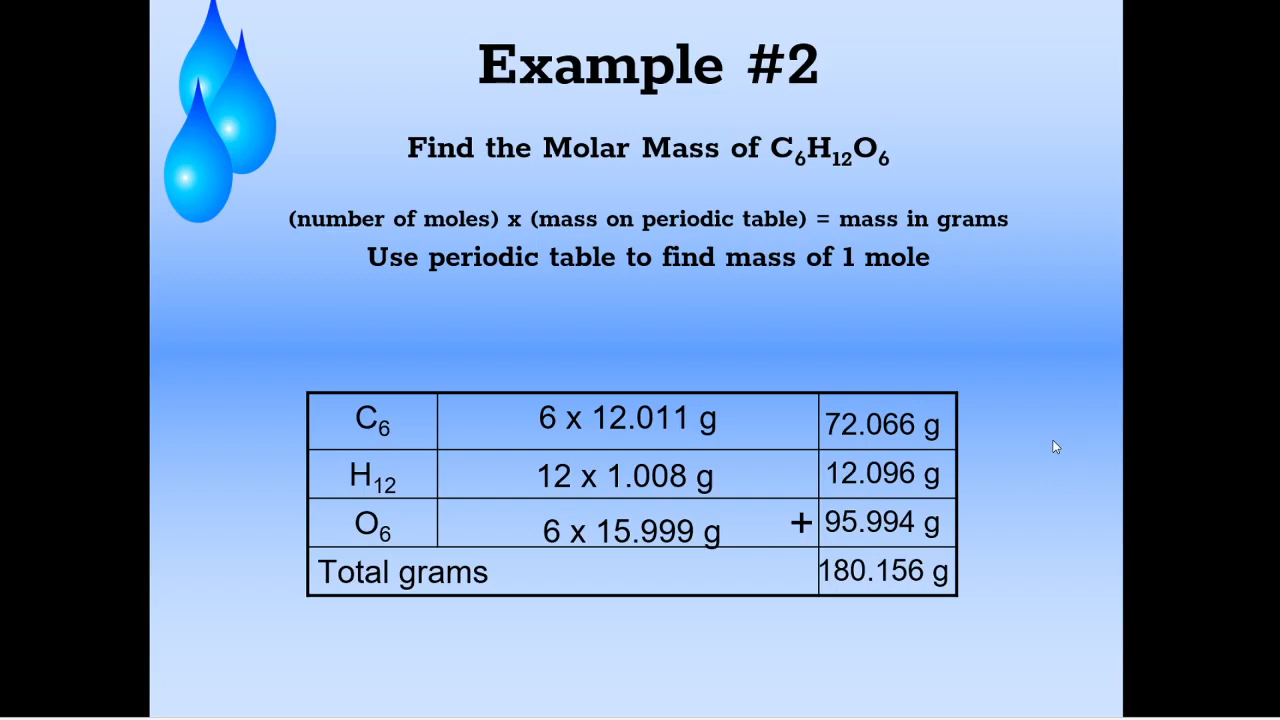 Example #2
Find the Molar Mass of C₆H₁₂O₆
(number of moles) x (mass on periodic table) = mass in grams
Use periodic table to find mass of 1 mole
C₆ 6 x 12.011 g 72.066 g
H₁₂ 12 x 1.008 g 12.096 g
O₆ 6 x 15.999 g + 95.994 g
Total grams 180.156 g